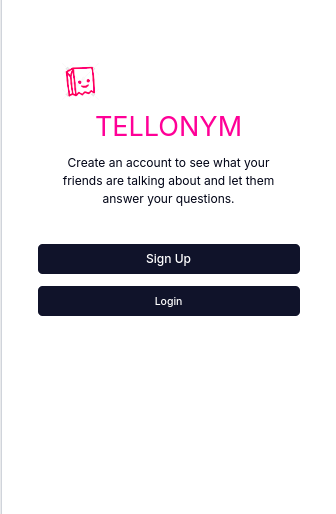 TELLONYM
Create an account to see what your
friends are talking about and let them
answer your questions.
Sign Up
Login